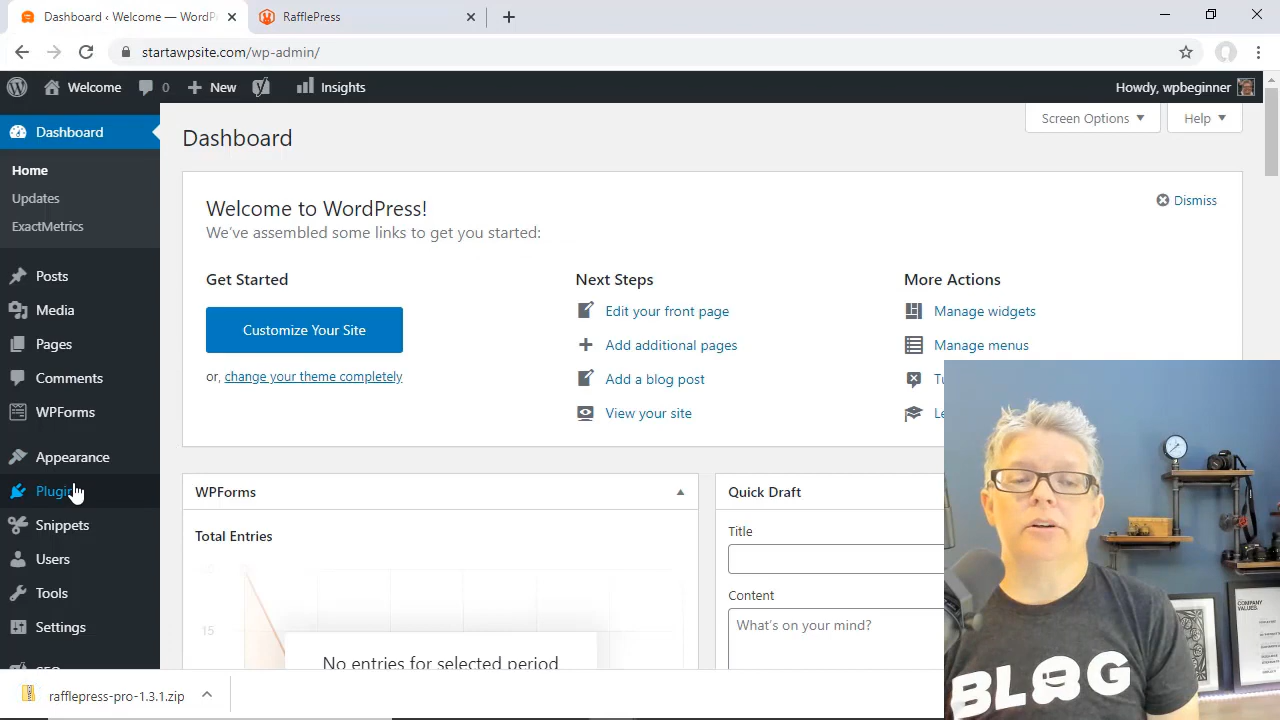 Dashboard ‹ Welcome — WordP
RafflePress
startawpsite.com/wp-admin/
Welcome
0
New
Insights
Howdy, wpbeginner
Dashboard
Home
Updates
ExactMetrics
Posts
Media
Pages
Comments
WPForms
Appearance
Plugin
Snippets
Users
Tools
Settings
SEO
Dashboard
Screen Options
Help
Welcome to WordPress!
We've assembled some links to get you started:
Dismiss
Get Started
Customize Your Site
or, change your theme completely
Next Steps
Edit your front page
Add additional pages
Add a blog post
View your site
More Actions
Manage widgets
Manage menus
WPForms
Total Entries
15
No entries for selected period
Quick Draft
Title
Content
What's on your mind?
COMPANY
VALUES.
BLOG
rafflepress-pro-1.3.1.zip